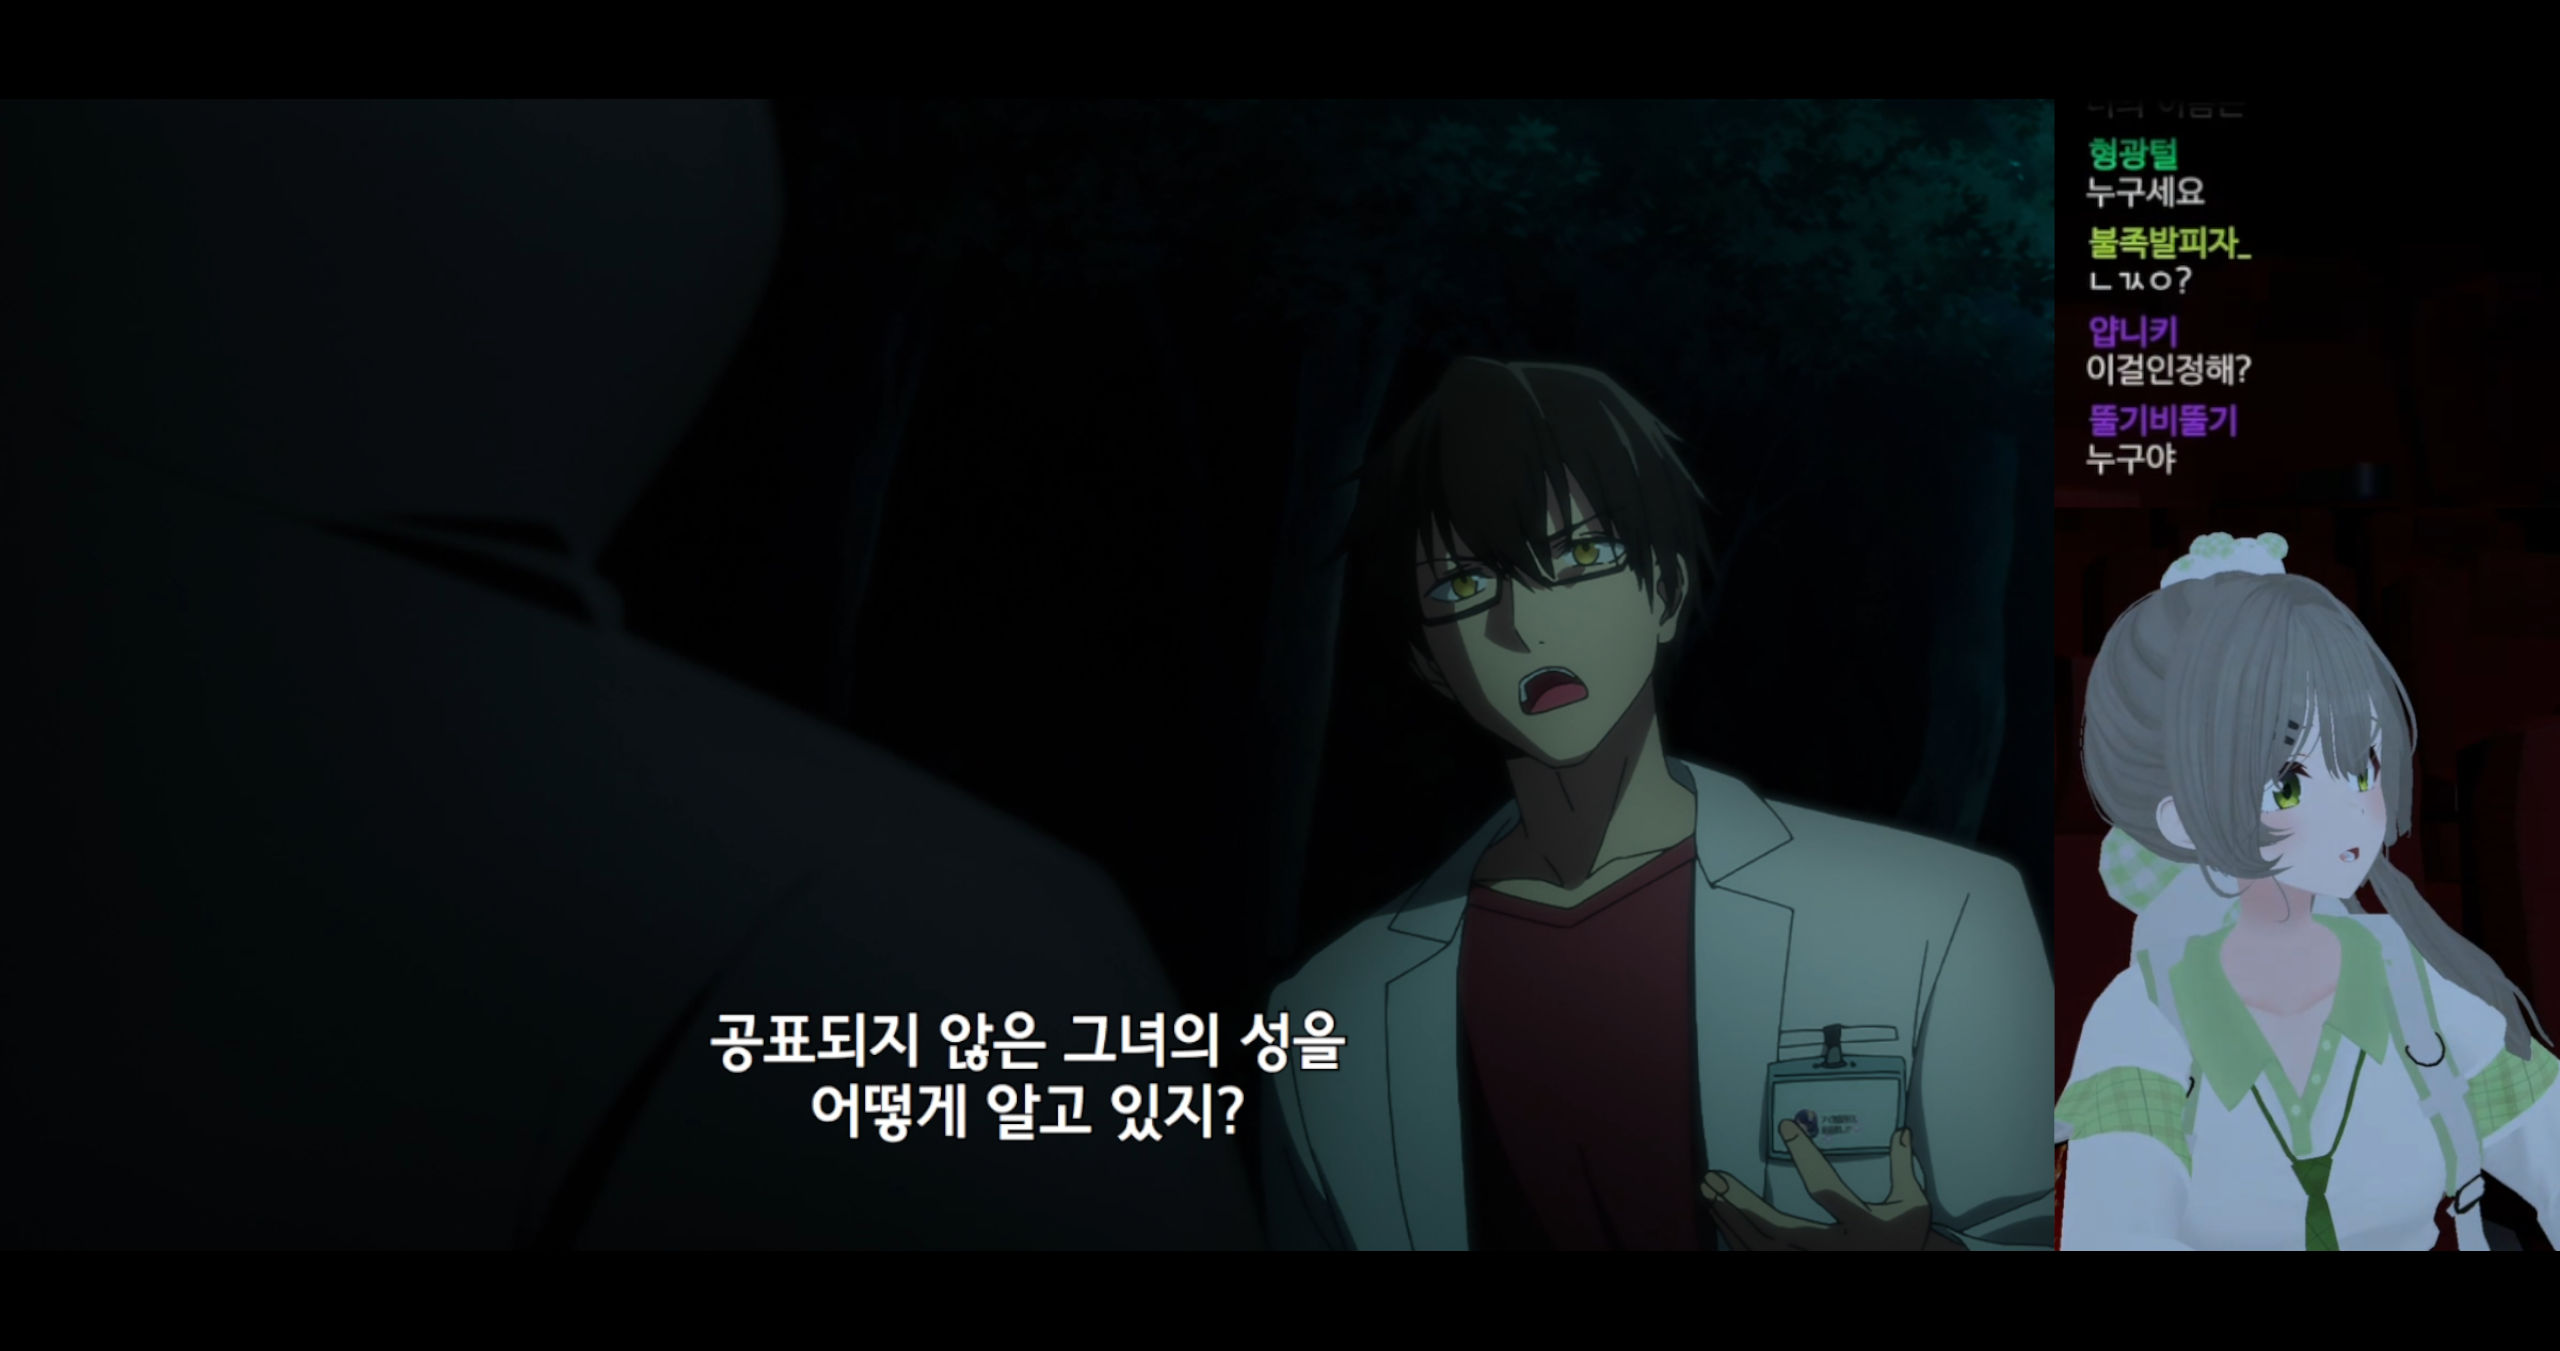 공표되지 않은 그녀의 성을
어떻게 알고 있지?
형광털
누구세요
불족발피자_
ㄴㄲㅇ?
얍니키
이걸인정해?
뚤기비뚤기
누구야